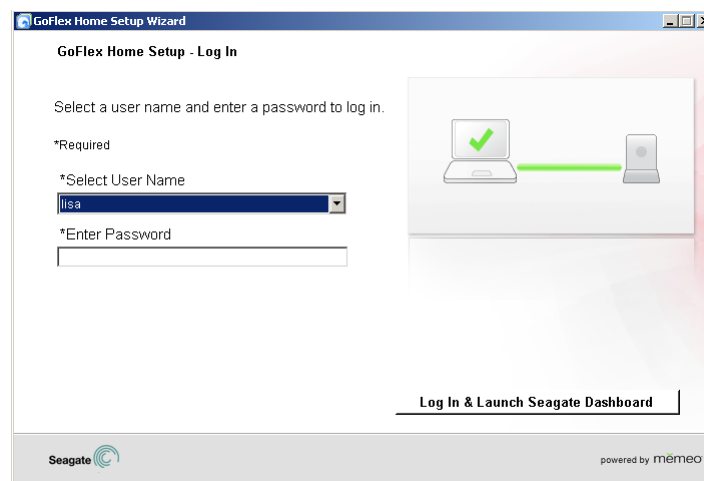 GoFlex Home Setup Wizard
GoFlex Home Setup - Log In
Select a user name and enter a password to log in.
*Required
*Select User Name
lisa
*Enter Password
Log In & Launch Seagate Dashboard
Seagate
powered by memeo